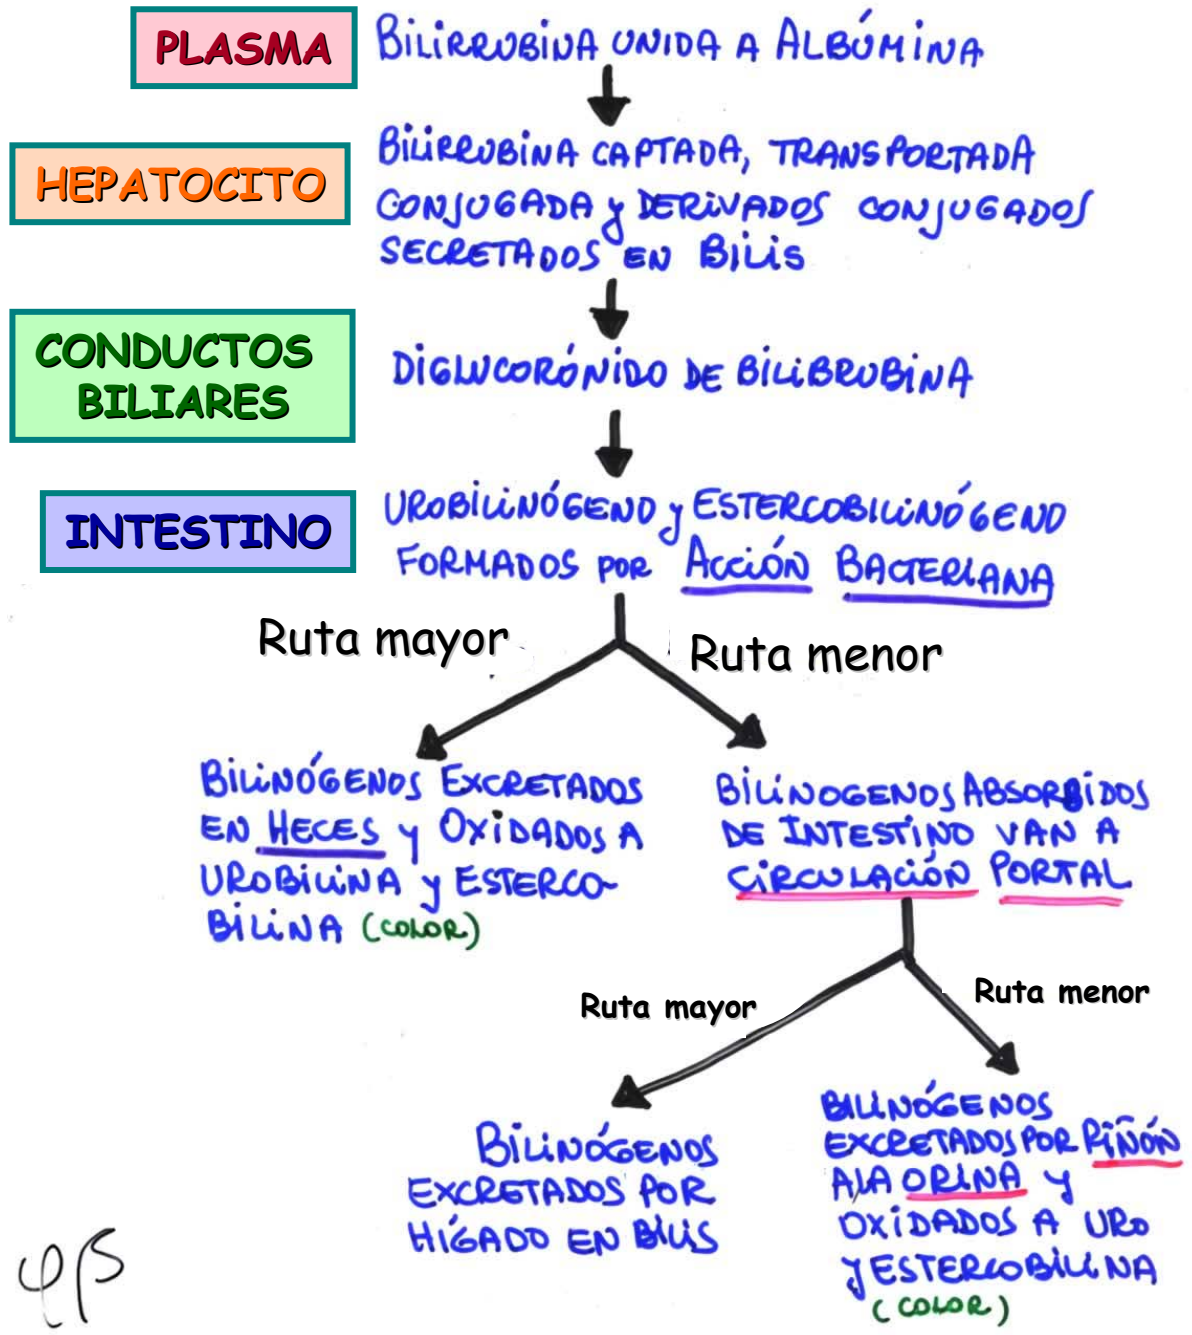 PLASMA
BILIRRUBINA UNIDA A ALBÚMINA
HEPATOCITO
BILIRRUBINA CAPTADA, TRANSPORTADA
CONJUGADA y DERIVADOS CONJUGADOS
SECRETADOS EN BILIS
CONDUCTOS
BILIARES
DIGLUCORÓNIDO DE BILIBRUBINA
INTESTINO
UROBILINÓGENO y ESTERCOBILINÓGENO
FORMADOS POR ACCIÓN BACTERIANA
Ruta mayor
Ruta menor
BILINÓGENOS EXCRETADOS
EN HECES y OXIDADOS A
UROBILINA y ESTERCO-
BILINA (COLOR)
BILINOGENOS ABSORBIDOS
DE INTESTINO VAN A
CIRCULACIÓN PORTAL
Ruta mayor
Ruta menor
BILINÓGENOS
EXCRETADOS POR
HÍGADO EN BILIS
BILINÓGENOS
EXCRETADOS POR RIÑÓN
A LA ORINA y
OXIDADOS A URO
y ESTERCOBILINA
(COLOR)